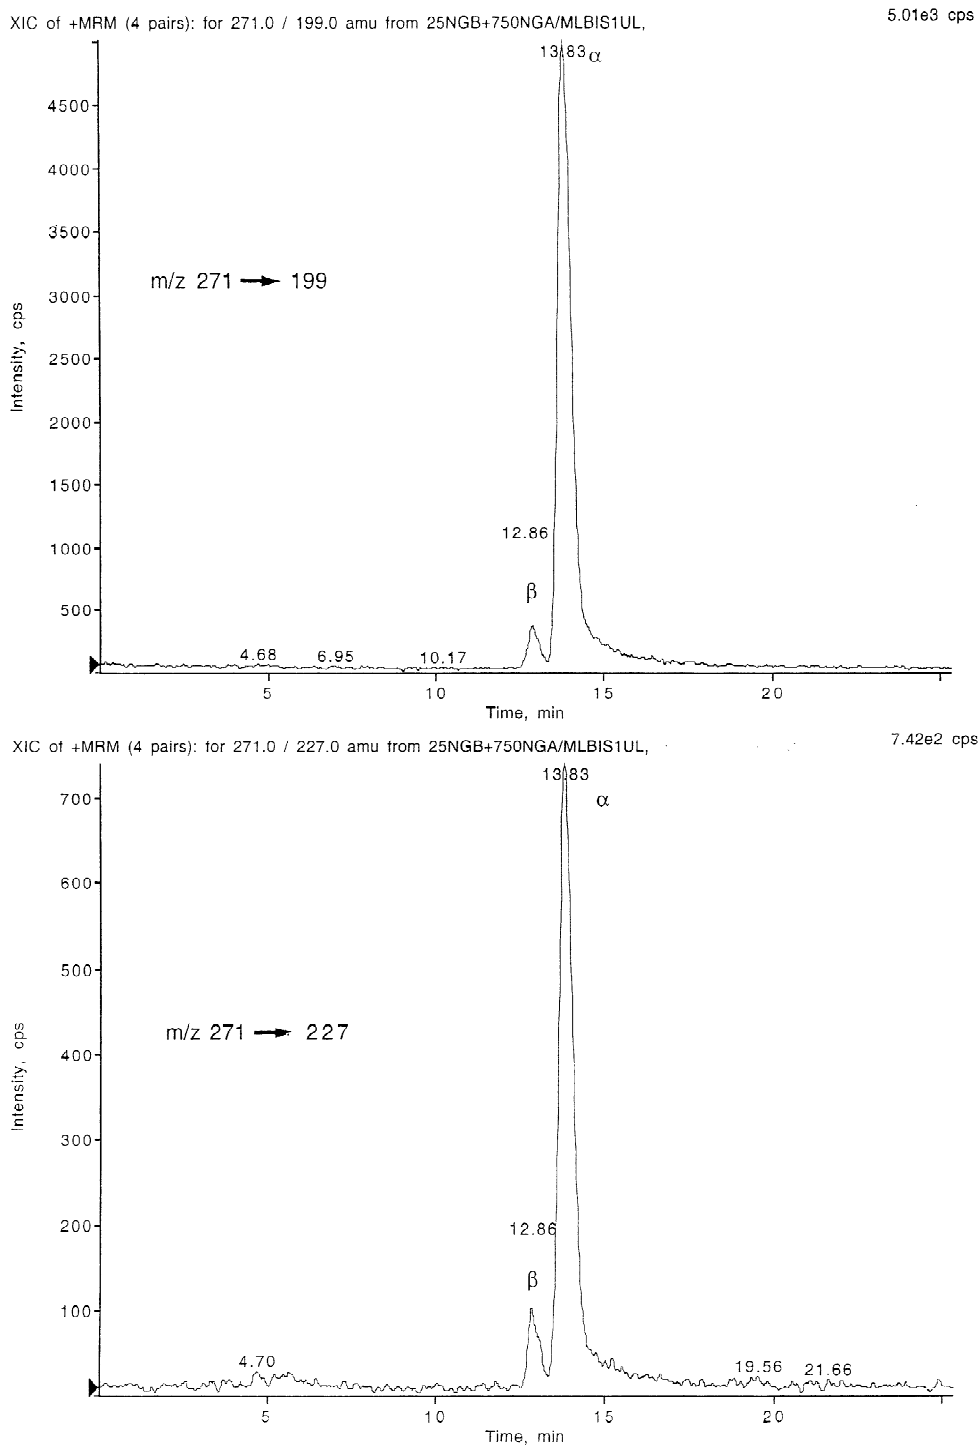 XIC of +MRM (4 pairs): for 271.0 / 199.0 amu from 25NGB+750NGA/MLBIS1UL,
5.01e3 cps
13.83 α
4500
4000
3500
m/z 271 → 199
3000
Intensity, cps
2500
2000
1500
12.86
1000
β
500
4.68
6.95
10.17
5
10
15
20
Time, min
XIC of +MRM (4 pairs): for 271.0 / 227.0 amu from 25NGB+750NGA/MLBIS1UL,
7.42e2 cps
13.83
α
700
600
500
m/z 271 → 227
400
Intensity, cps
300
12.86
200
β
100
4.70
19.56
21.66
5
10
15
20
Time, min